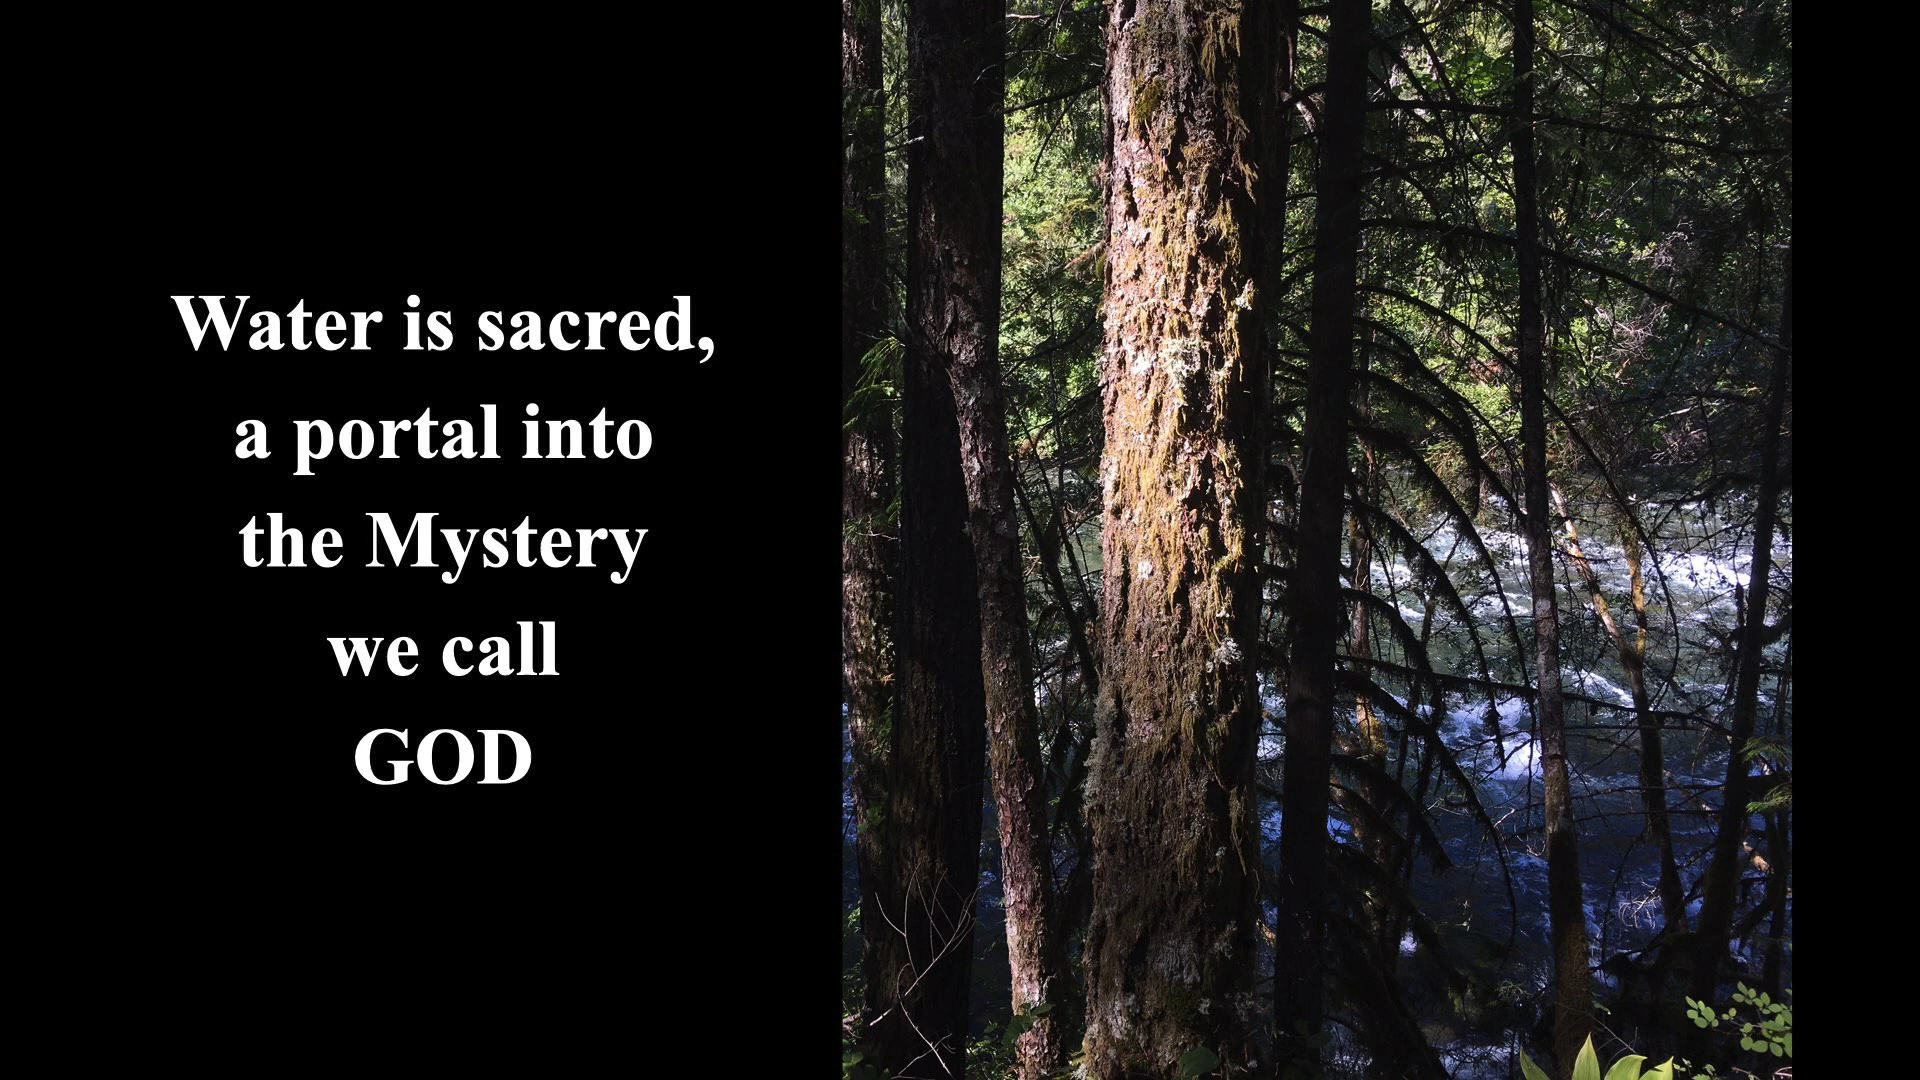 Water is sacred,
a portal into
the Mystery
we call
GOD